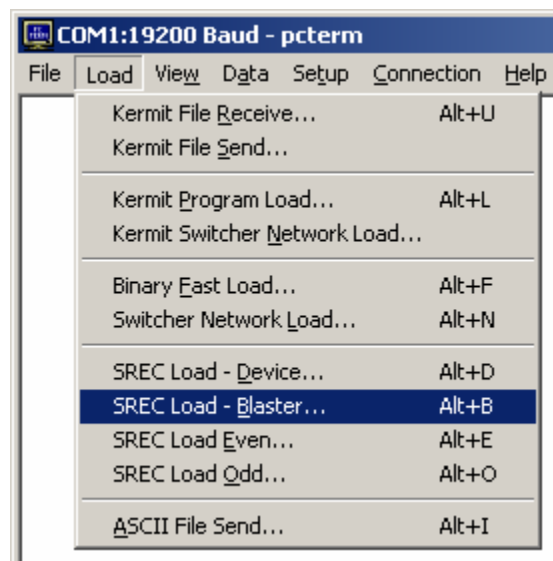 COM1:19200 Baud - pcterm
File Load View Data Setup Connection Help
Kermit File Receive... Alt+U
Kermit File Send...
Kermit Program Load... Alt+L
Kermit Switcher Network Load...
Binary Fast Load... Alt+F
Switcher Network Load... Alt+N
SREC Load - Device... Alt+D
SREC Load - Blaster... Alt+B
SREC Load Even... Alt+E
SREC Load Odd... Alt+O
ASCII File Send... Alt+I